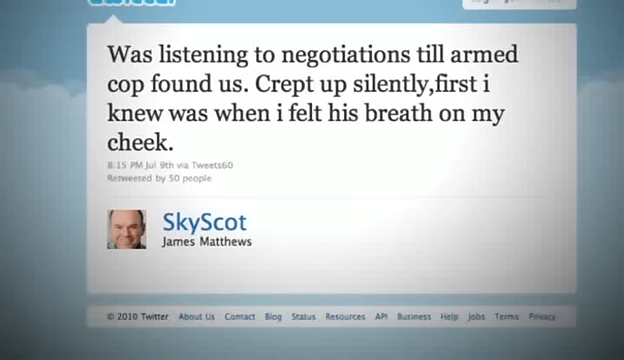 Was listening to negotiations till armed
cop found us. Crept up silently,first i
knew was when i felt his breath on my
cheek.
8:15 PM Jul 9th via Tweets60
Retweeted by 50 people
SkyScot
James Matthews
© 2010 Twitter About Us Contact Blog Status Resources API Business Help Jobs Terms Privacy